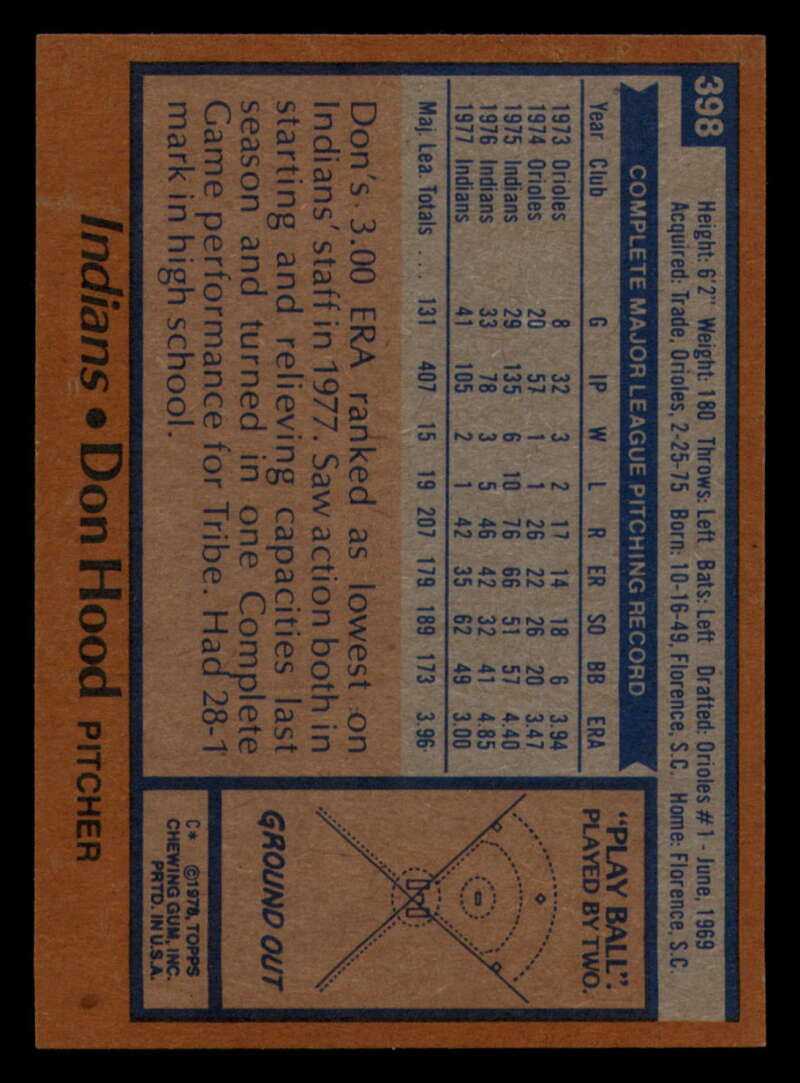 398
Height: 6'2" Weight: 180 Throws: Left Bats: Left Drafted: Orioles #1 - June, 1969
Acquired: Trade, Orioles, 2-25-75 Born: 10-16-49, Florence, S.C. Home: Florence, S.C.
COMPLETE MAJOR LEAGUE PITCHING RECORD
Year Club G IP W L R ER SO BB ERA
1973 Orioles 8 32 3 2 17 14 18 6 3.94
1974 Orioles 20 57 1 1 26 22 26 20 3.47
1975 Indians 29 135 6 10 76 66 51 57 4.40
1976 Indians 33 78 3 5 46 42 32 41 4.85
1977 Indians 41 105 2 1 42 35 62 49 3.00
Maj. Lea. Totals ... 131 407 15 19 207 179 189 173 3.96
Don's 3.00 ERA ranked as lowest on
Indians' staff in 1977. Saw action both in
starting and relieving capacities last
season and turned in one Complete
Game performance for Tribe. Had 28-1
mark in high school.
"PLAY BALL"
PLAYED BY TWO.
GROUND OUT
C* ©1978, TOPPS
CHEWING GUM, INC.
PRTD. IN U.S.A.
Indians • Don Hood PITCHER